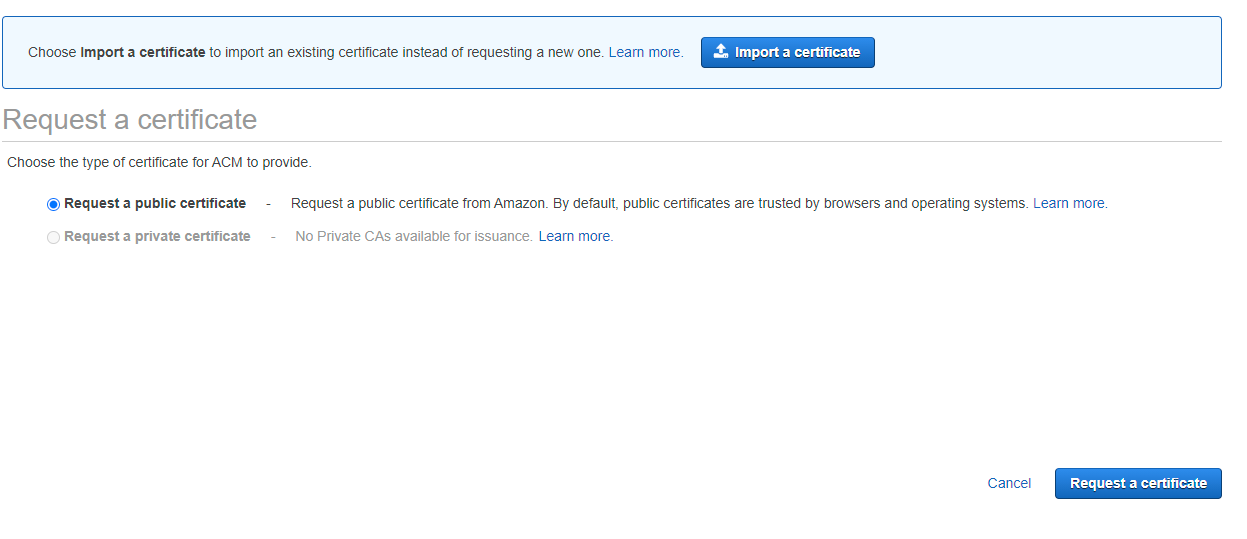 Choose Import a certificate to import an existing certificate instead of requesting a new one. Learn more. Import a certificate
Request a certificate
Choose the type of certificate for ACM to provide.
Request a public certificate - Request a public certificate from Amazon. By default, public certificates are trusted by browsers and operating systems. Learn more.
Request a private certificate - No Private CAs available for issuance. Learn more.
Cancel Request a certificate